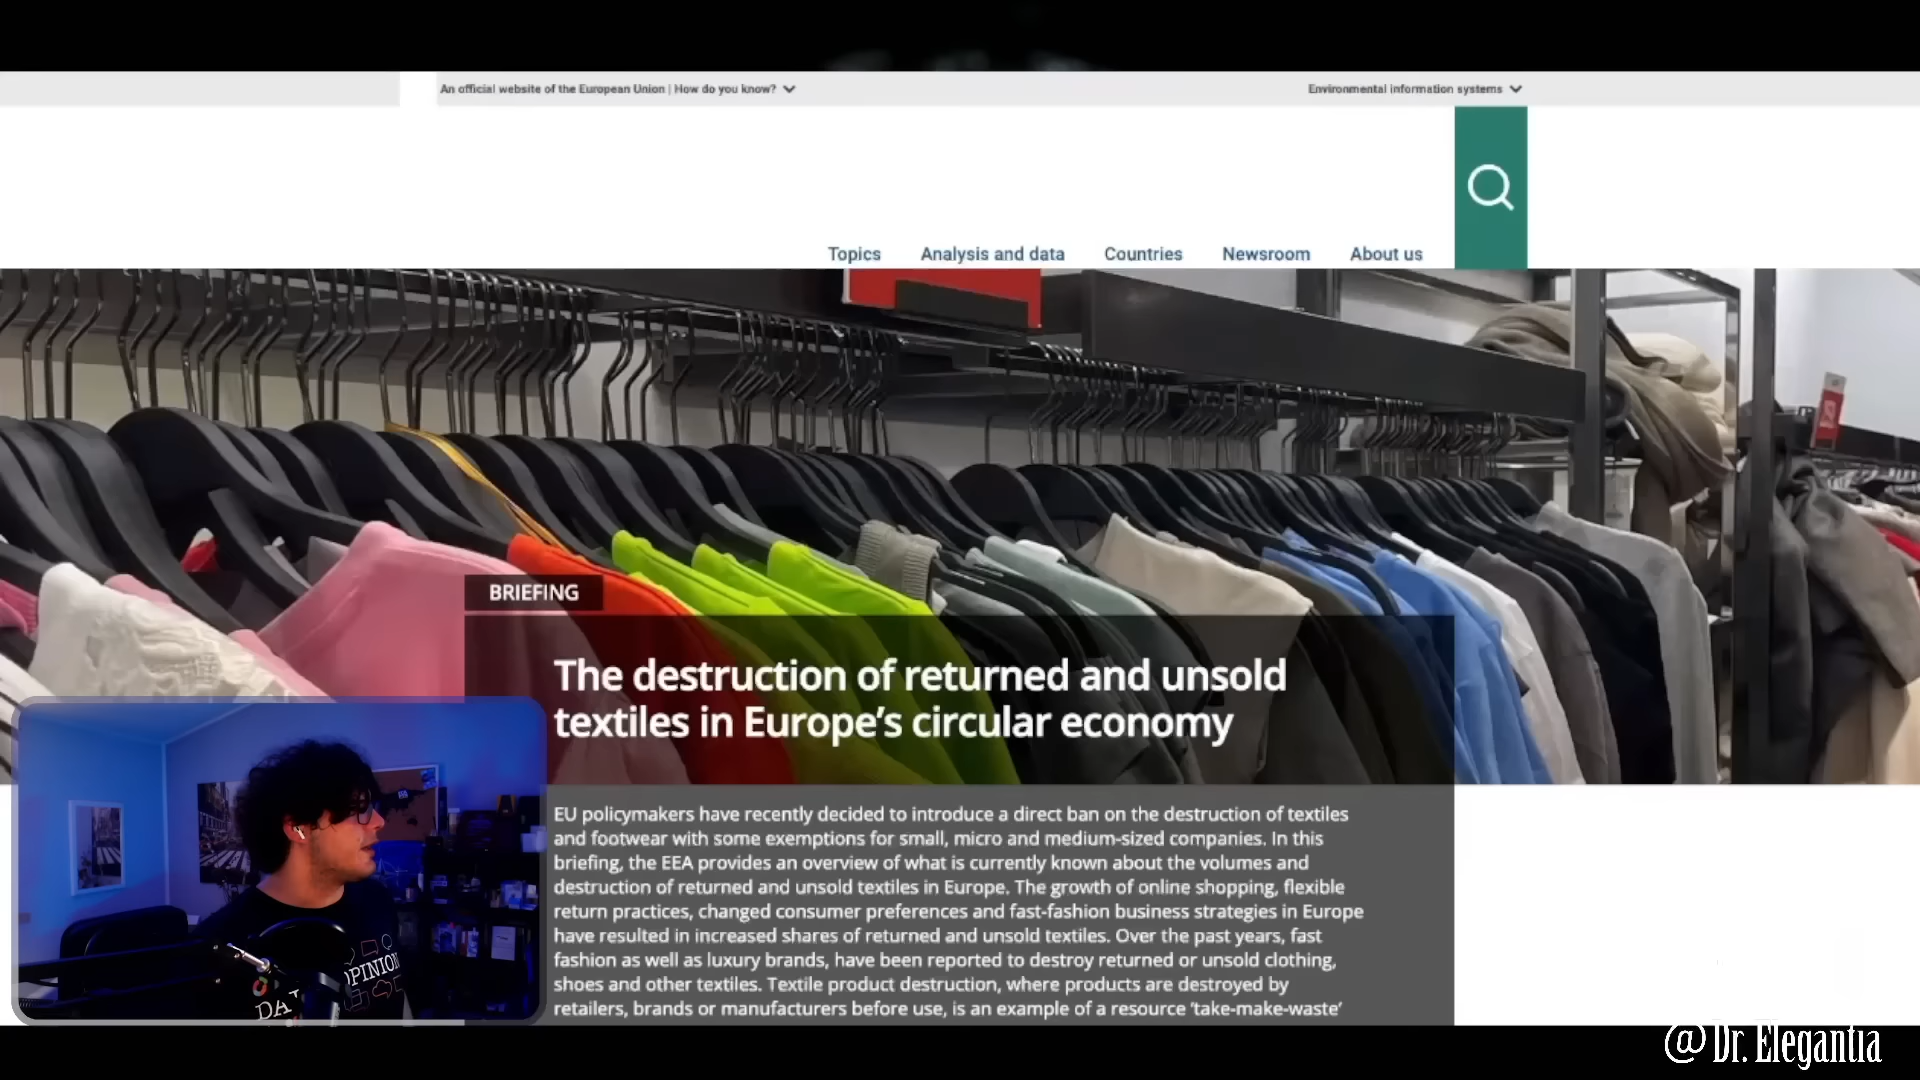 An official website of the European Union | How do you know?
Environmental information systems
Topics
Analysis and data
Countries
Newsroom
About us
BRIEFING
The destruction of returned and unsold
textiles in Europe's circular economy
EU policymakers have recently decided to introduce a direct ban on the destruction of textiles
and footwear with some exemptions for small, micro and medium-sized companies. In this
briefing, the EEA provides an overview of what is currently known about the volumes and
destruction of returned and unsold textiles in Europe. The growth of online shopping, flexible
return practices, changed consumer preferences and fast-fashion business strategies in Europe
have resulted in increased shares of returned and unsold textiles. Over the past years, fast
fashion as well as luxury brands, have been reported to destroy returned or unsold clothing,
shoes and other textiles. Textile product destruction, where products are destroyed by
retailers, brands or manufacturers before use, is an example of a resource 'take-make-waste'
OPINION
DA
@Dr. Elegantia